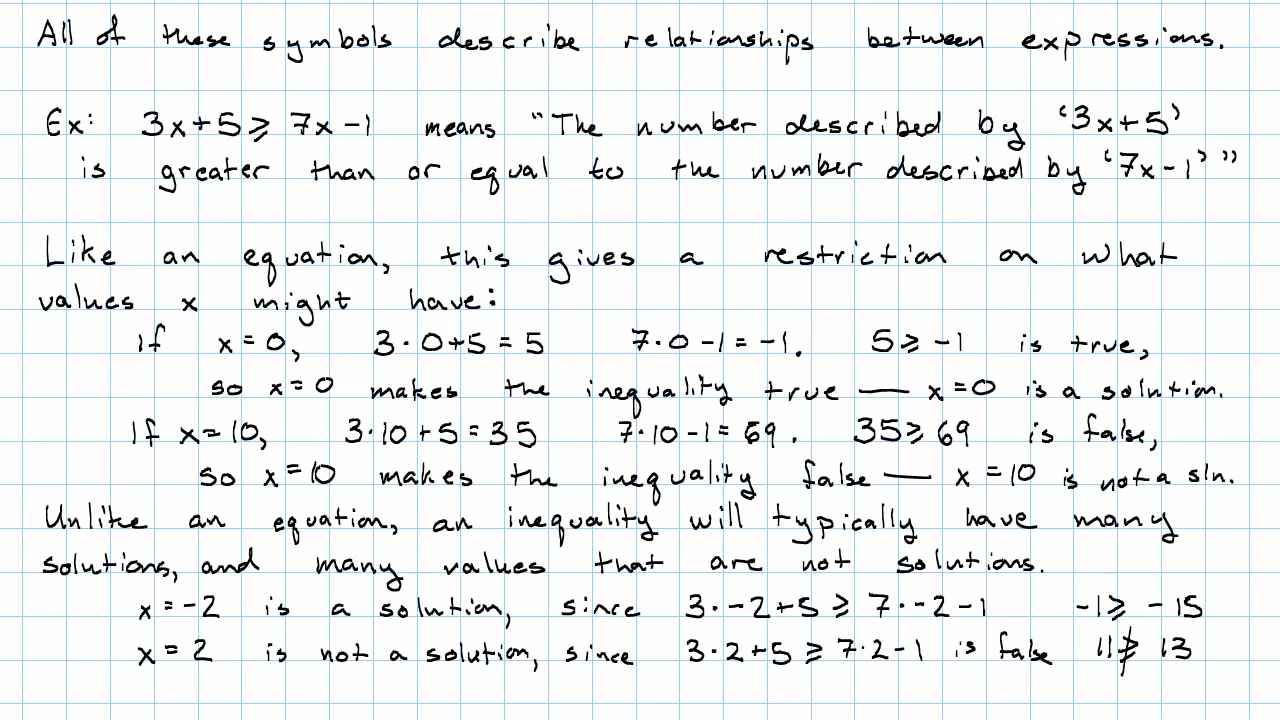 All of these symbols describe relationships between expressions.
Ex: 3x+5 ⩾ 7x-1 means "The number described by '3x+5'
is greater than or equal to the number described by '7x-1' "
Like an equation, this gives a restriction on what
values x might have:
If x=0, 3·0+5=5 7·0-1=-1. 5⩾-1 is true,
so x=0 makes the inequality true — x=0 is a solution.
If x=10, 3·10+5=35 7·10-1=69. 35⩾69 is false,
so x=10 makes the inequality false — x=10 is not a sln.
Unlike an equation, an inequality will typically have many
solutions, and many values that are not solutions.
x=-2 is a solution, since 3·-2+5⩾7·-2-1 -1⩾-15
x=2 is not a solution, since 3·2+5⩾7·2-1 is false 11⩾̸13